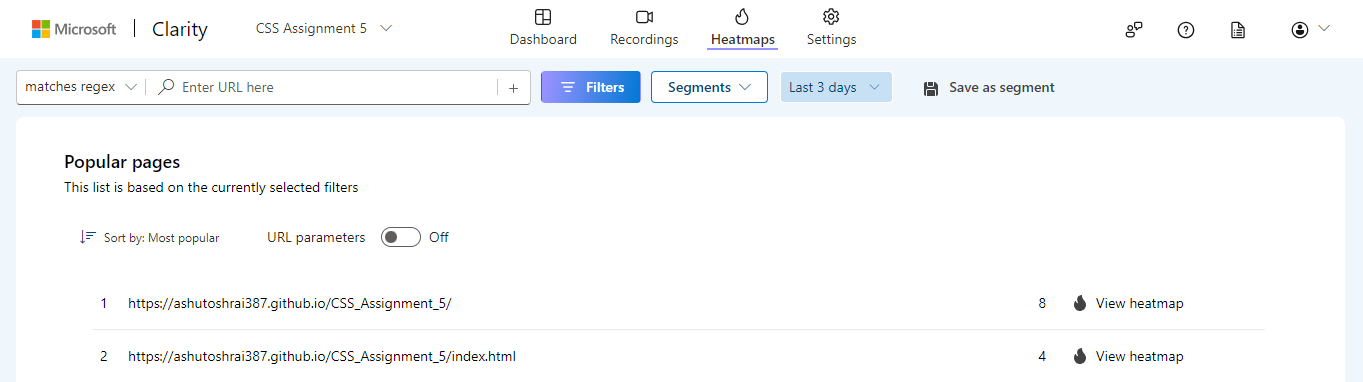 Microsoft | Clarity CSS Assignment 5 Dashboard Recordings Heatmaps Settings
matches regex Enter URL here + Filters Segments Last 3 days Save as segment
Popular pages
This list is based on the currently selected filters
Sort by: Most popular URL parameters Off
1 https://ashutoshrai387.github.io/CSS_Assignment_5/ 8 View heatmap
2 https://ashutoshrai387.github.io/CSS_Assignment_5/index.html 4 View heatmap